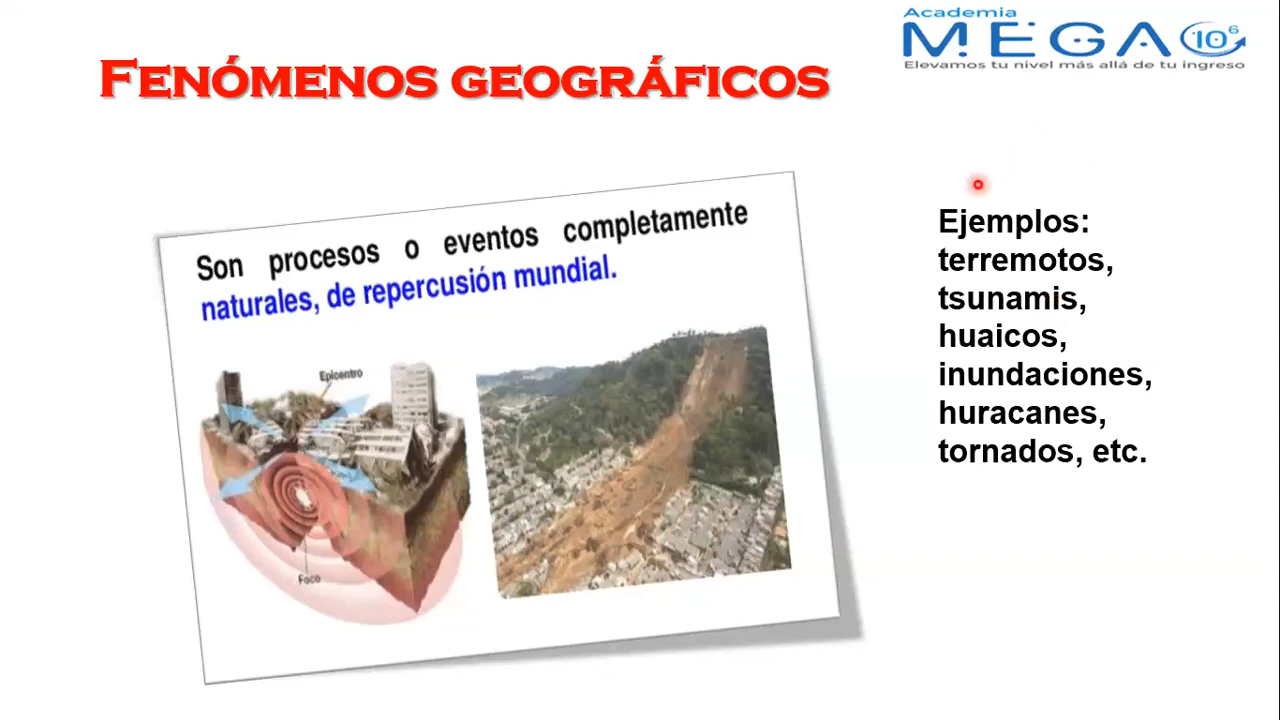 Academia
MEGA 10⁶
Elevamos tu nivel más allá de tu ingreso
FENÓMENOS GEOGRÁFICOS
Son procesos o eventos completamente
naturales, de repercusión mundial.
Epicentro
Foco
Ejemplos:
terremotos,
tsunamis,
huaicos,
inundaciones,
huracanes,
tornados, etc.